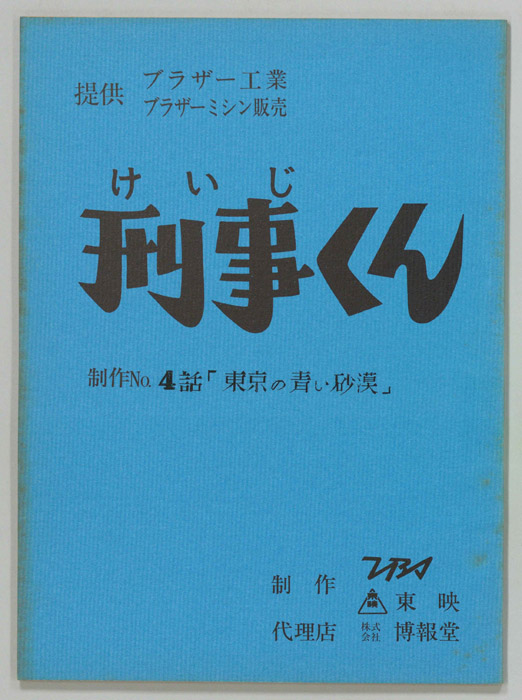 提供 ブラザー工業
ブラザーミシン販売
けいじ
刑事くん
制作No. 4話「東京の青い砂漠」
TBS
制作 東映 東映
代理店 株式会社 博報堂